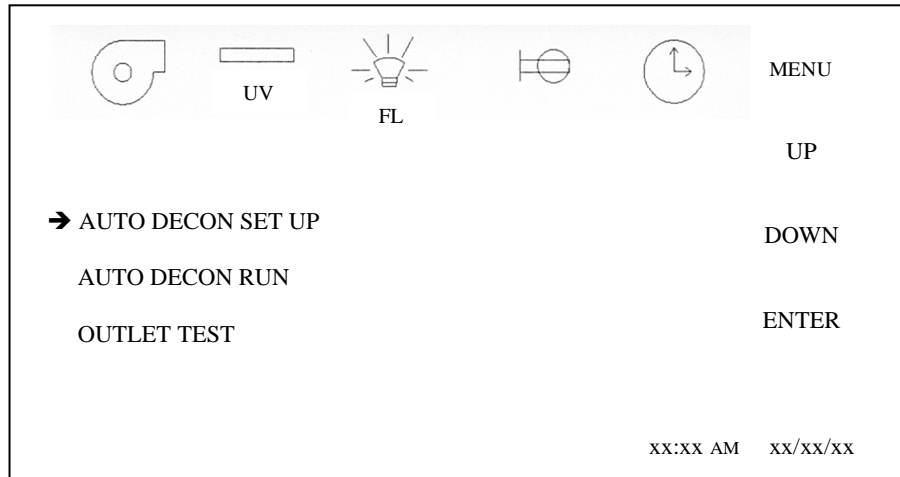 MENU
UV
FL
UP
➔ AUTO DECON SET UP
DOWN
AUTO DECON RUN
ENTER
OUTLET TEST
xx:xx AM xx/xx/xx